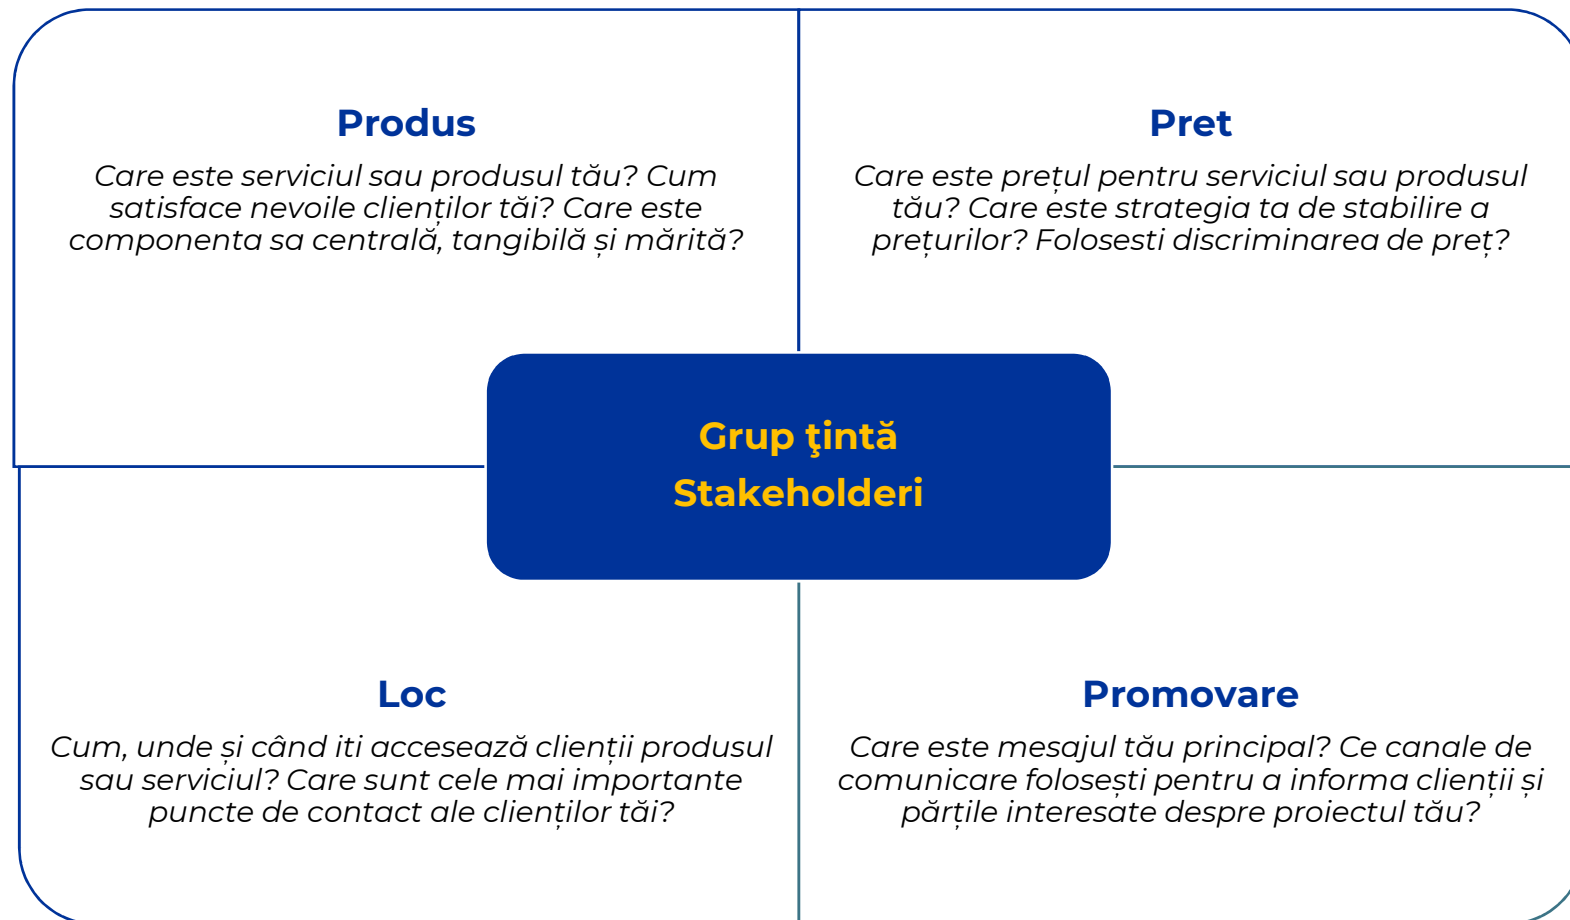 Produs
Care este serviciul sau produsul tău? Cum
satisface nevoile clienților tăi? Care este
componenta sa centrală, tangibilă și mărită?
Pret
Care este prețul pentru serviciul sau produsul
tău? Care este strategia ta de stabilire a
prețurilor? Folosesti discriminarea de preț?
Grup ţintă
Stakeholderi
Loc
Cum, unde și când iti accesează clienții produsul
sau serviciul? Care sunt cele mai importante
puncte de contact ale clienților tăi?
Promovare
Care este mesajul tău principal? Ce canale de
comunicare folosești pentru a informa clienții și
părțile interesate despre proiectul tău?